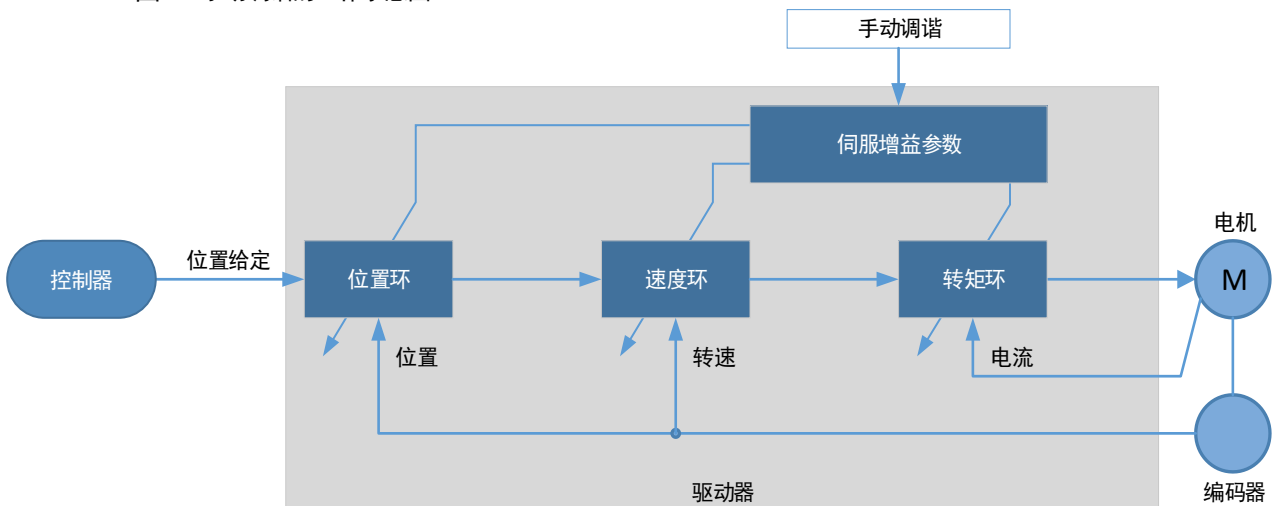 手动调谐
伺服增益参数
电机
位置给定
控制器
位置环
速度环
转矩环
M
位置
转速
电流
驱动器
编码器